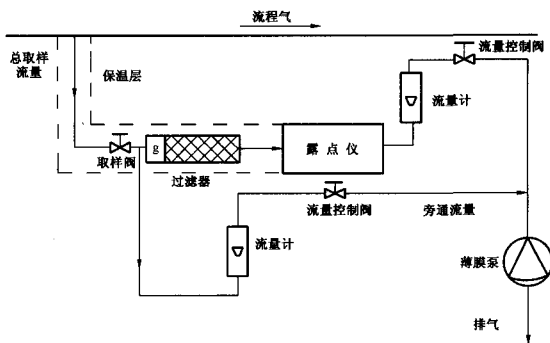 流程气
总取样
流量
保温层
流量控制阀
流量计
取样阀
g
过滤器
露点仪
流量控制阀
旁通流量
流量计
薄膜泵
排气